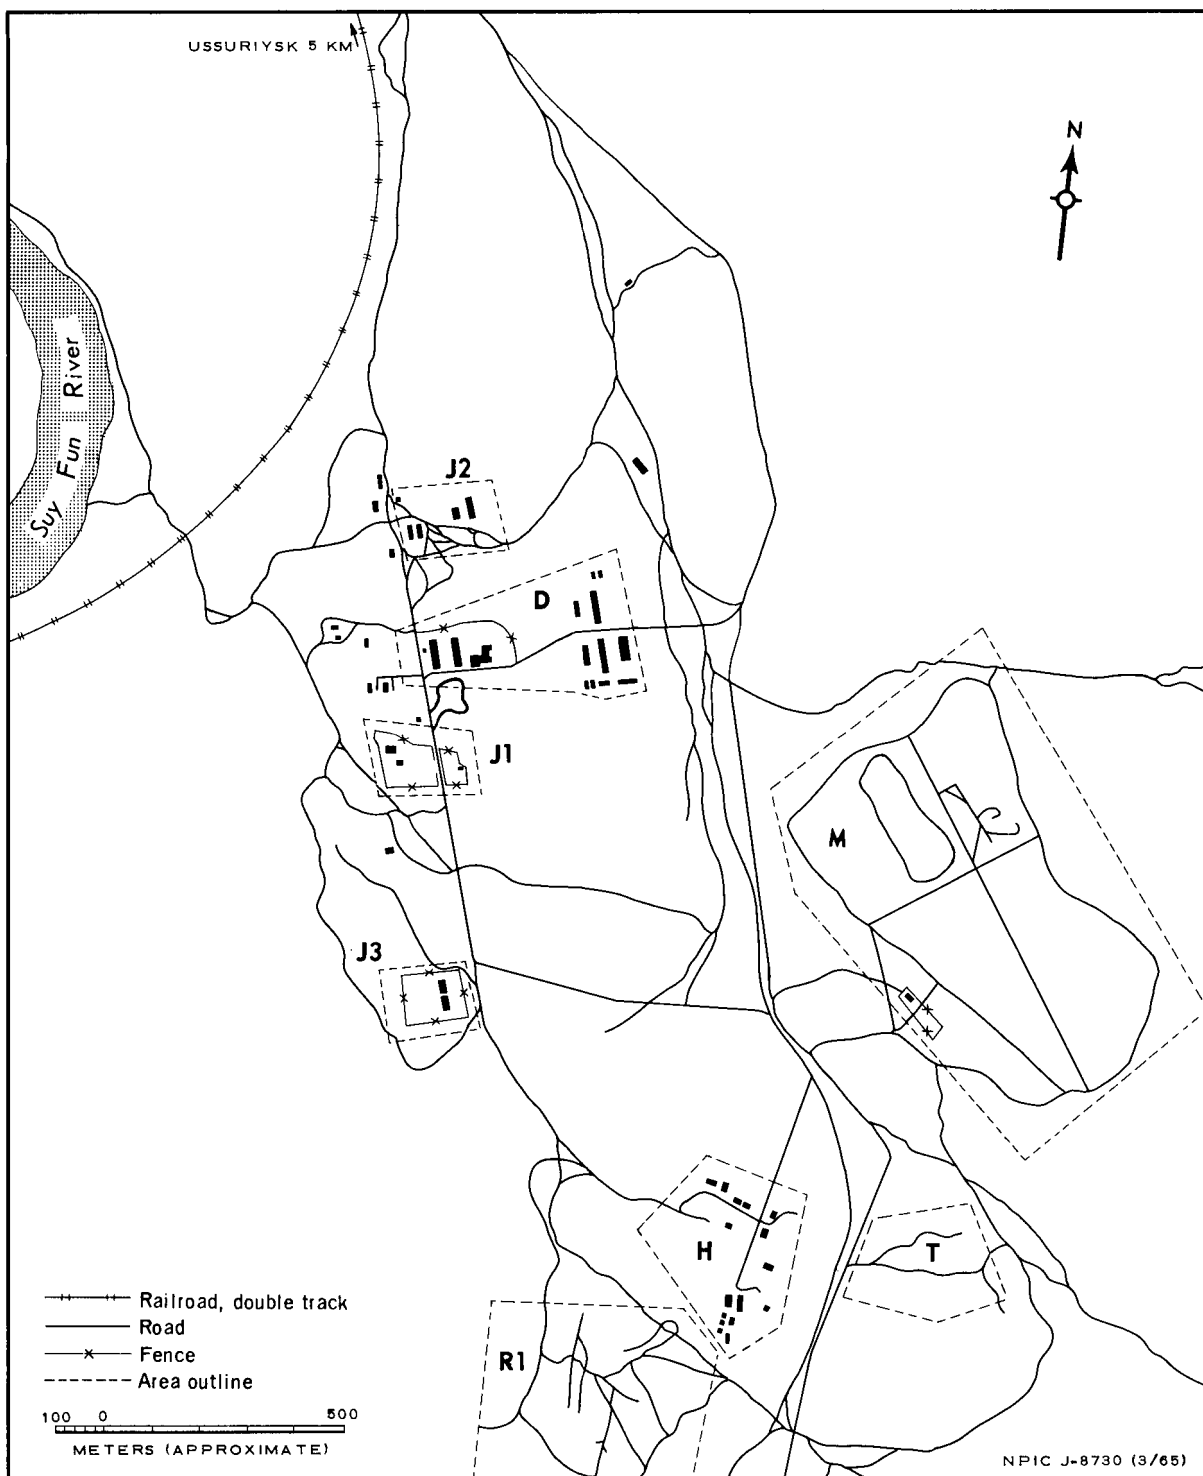 USSURIYSK 5 KM
N
Suy Fun River
J2
D
J1
M
J3
H
T
R1
Railroad, double track
Road
Fence
Area outline
100 0 500
METERS (APPROXIMATE)
NPIC J-8730 (3/65)